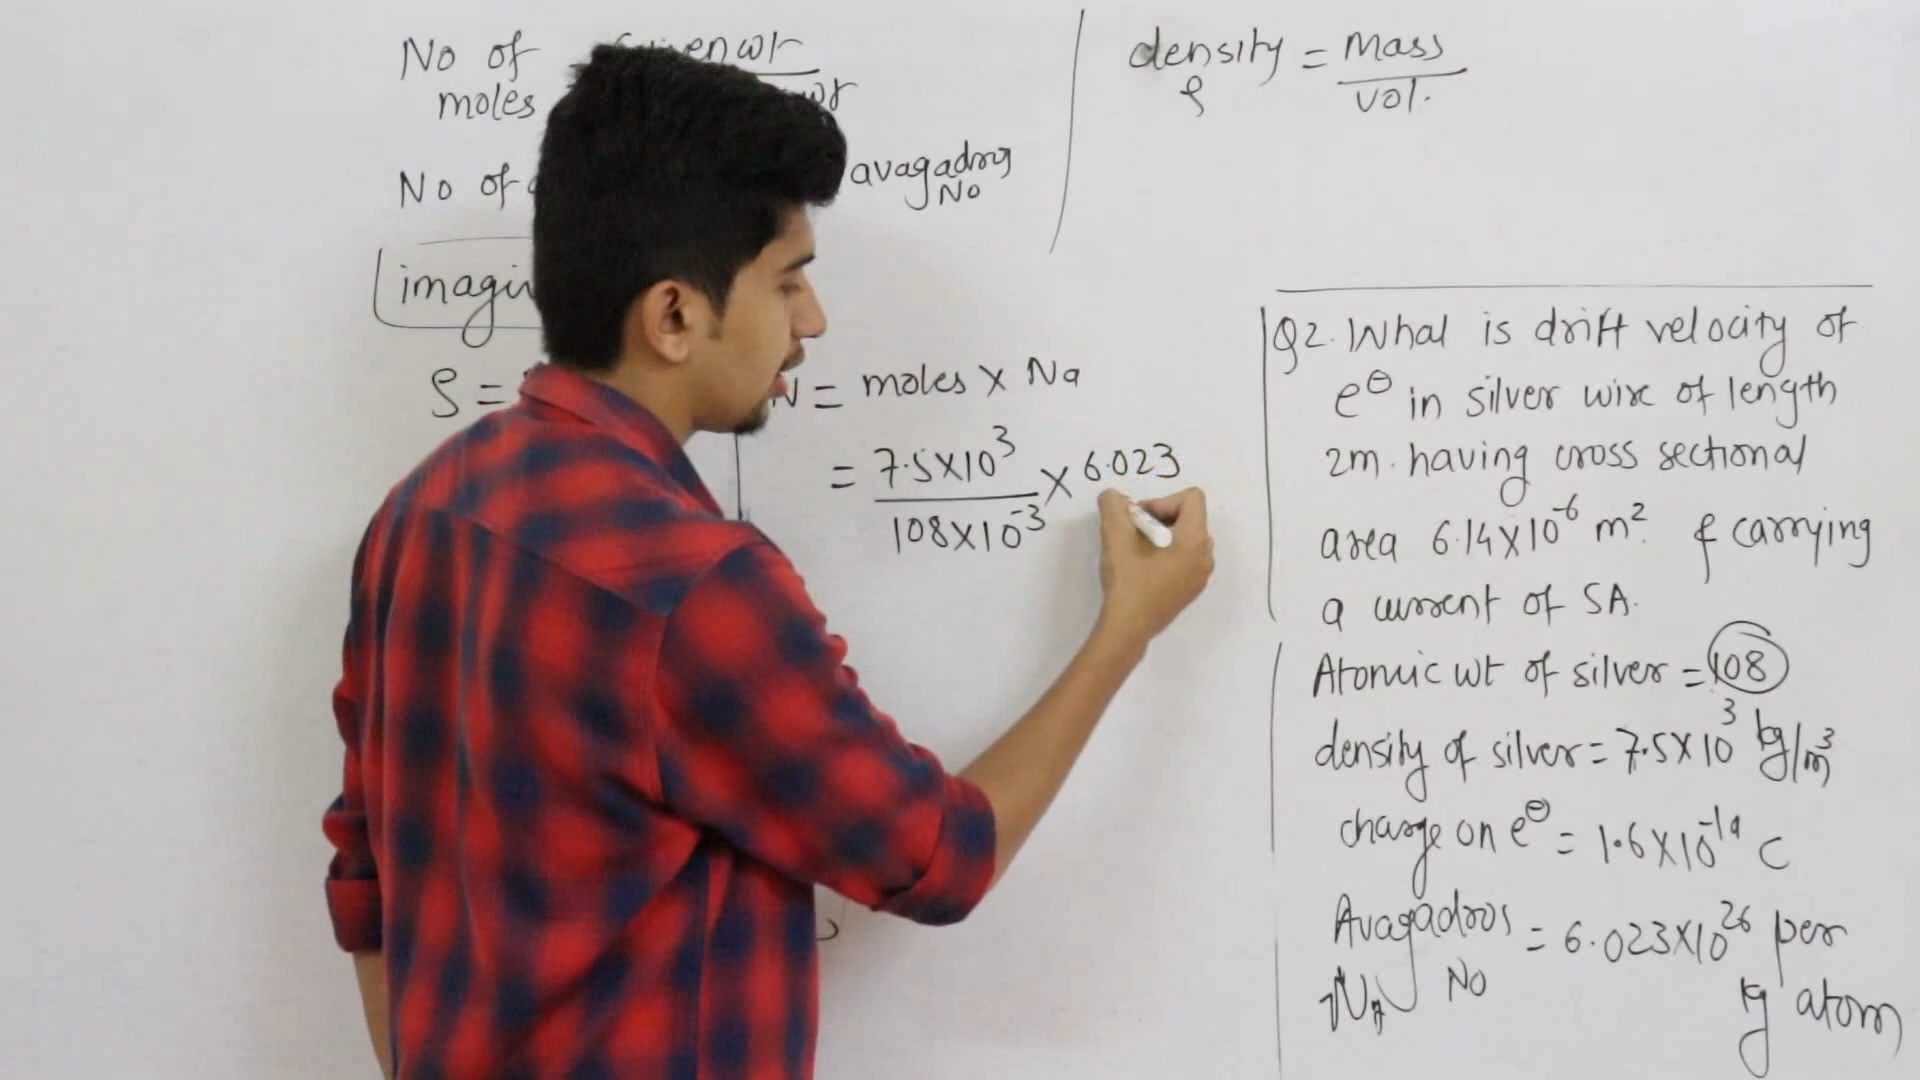 No of Given wt
moles wt
No of avagadros
No
imagin
ρ =
N = moles × Na
= 7.5×10³ × 6.023
108×10⁻³
density = Mass
ρ vol.
Q2. What is drift velocity of
e⊖ in silver wire of length
2m. having cross sectional
area 6.14×10⁻⁶ m². & carrying
a current of 5A.
Atomic wt of silver = 108
density of silver = 7.5×10³ kg/m³
charge on e⊖ = 1.6×10⁻¹⁹ C
Avagadros = 6.023×10²⁶ per
No kg atom